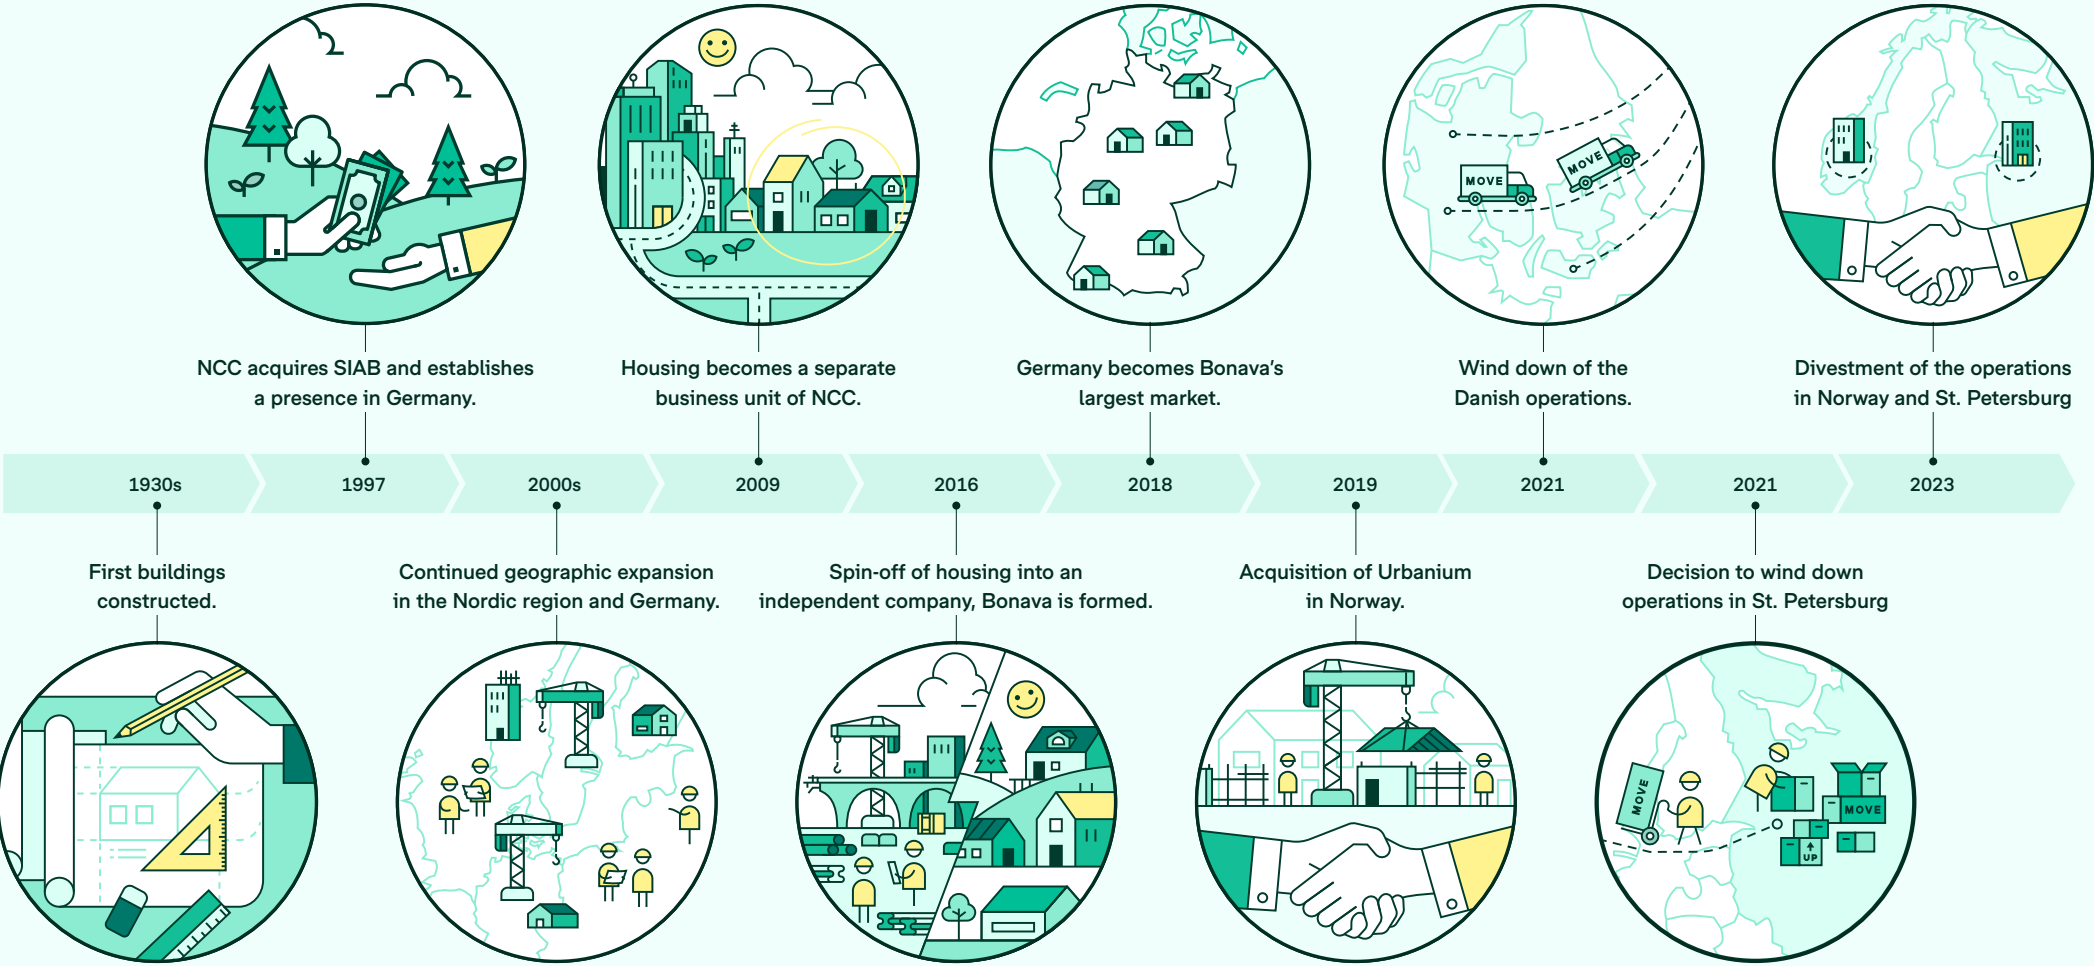 NCC acquires SIAB and establishes
a presence in Germany.
Housing becomes a separate
business unit of NCC.
Germany becomes Bonava's
largest market.
MOVE
MOVE
Wind down of the
Danish operations.
Divestment of the operations
in Norway and St. Petersburg
1930s
1997
2000s
2009
2016
2018
2019
2021
2021
2023
First buildings
constructed.
Continued geographic expansion
in the Nordic region and Germany.
Spin-off of housing into an
independent company, Bonava is formed.
Acquisition of Urbanium
in Norway.
Decision to wind down
operations in St. Petersburg
MOVE
MOVE
UP